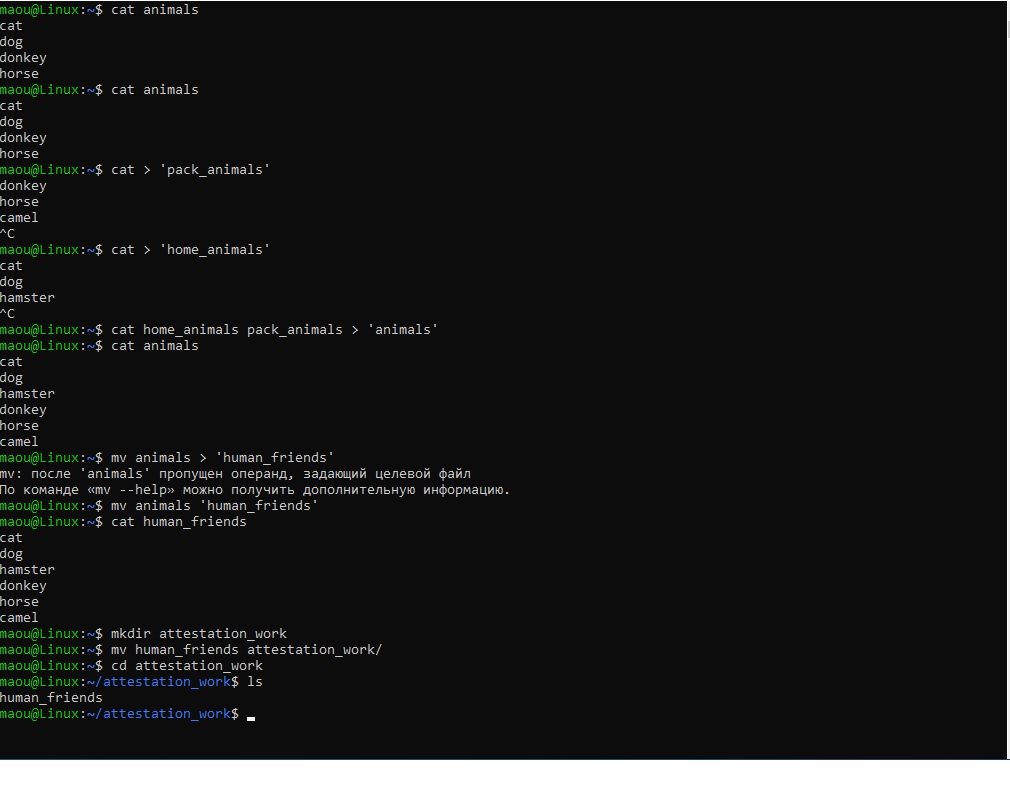 maou@Linux:~$ cat animals
cat
dog
donkey
horse
maou@Linux:~$ cat animals
cat
dog
donkey
horse
maou@Linux:~$ cat > 'pack_animals'
donkey
horse
camel
^C
maou@Linux:~$ cat > 'home_animals'
cat
dog
hamster
^C
maou@Linux:~$ cat home_animals pack_animals > 'animals'
maou@Linux:~$ cat animals
cat
dog
hamster
donkey
horse
camel
maou@Linux:~$ mv animals > 'human_friends'
mv: после 'animals' пропущен операнд, задающий целевой файл
По команде «mv --help» можно получить дополнительную информацию.
maou@Linux:~$ mv animals 'human_friends'
maou@Linux:~$ cat human_friends
cat
dog
hamster
donkey
horse
camel
maou@Linux:~$ mkdir attestation_work
maou@Linux:~$ mv human_friends attestation_work/
maou@Linux:~$ cd attestation_work
maou@Linux:~/attestation_work$ ls
human_friends
maou@Linux:~/attestation_work$